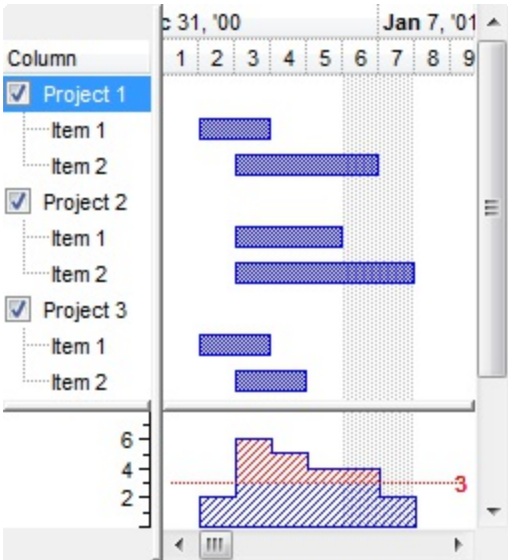 c 31, '00 Jan 7, '01
Column 1 2 3 4 5 6 7 8 9
Project 1
Item 1
Item 2
Project 2
Item 1
Item 2
Project 3
Item 1
Item 2
6
4
3
2